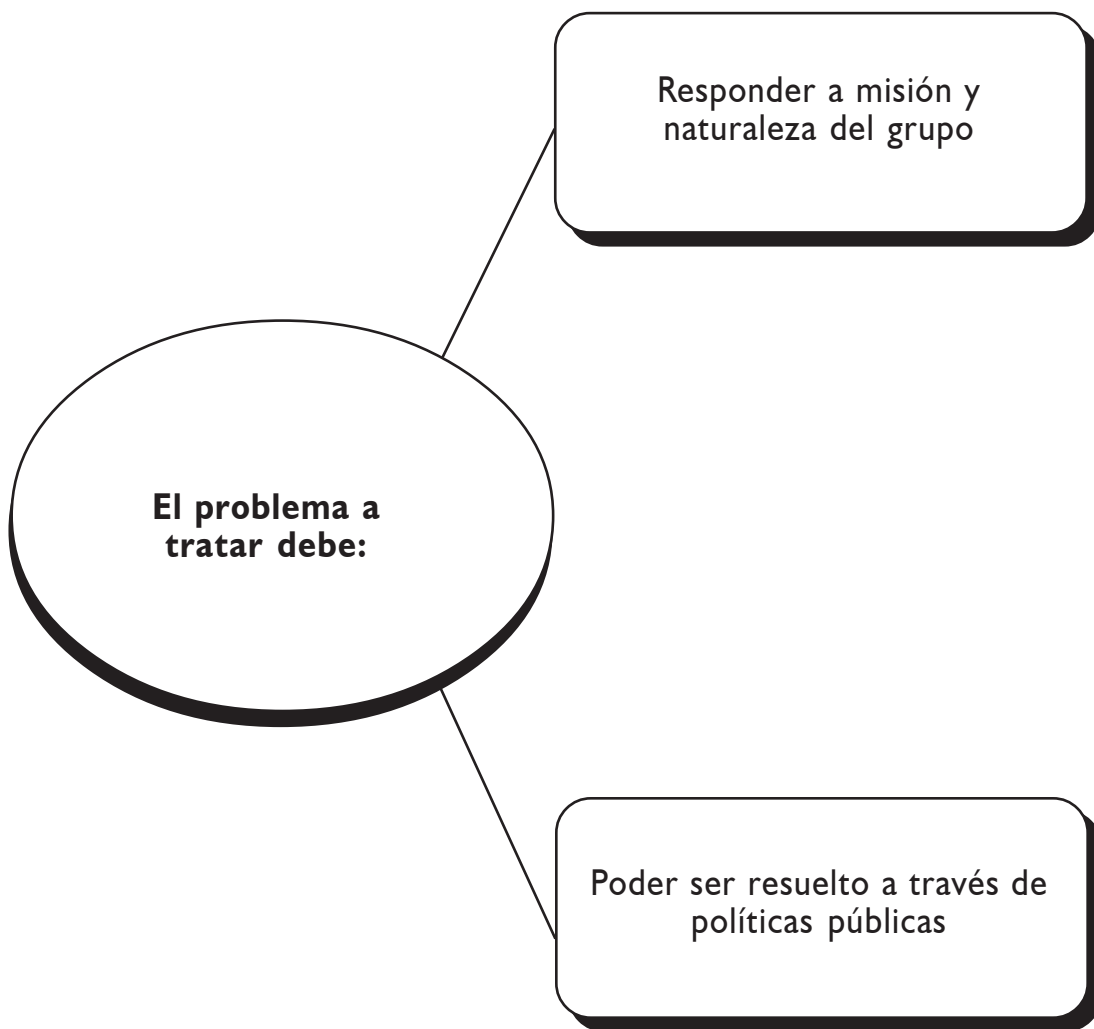 Responder a misión y
naturaleza del grupo
El problema a
tratar debe:
Poder ser resuelto a través de
políticas públicas